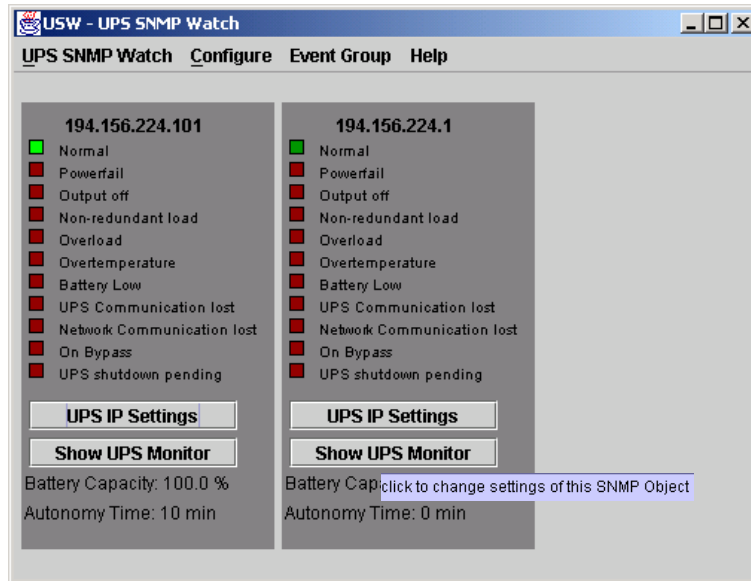 USW - UPS SNMP Watch
UPS SNMP Watch Configure Event Group Help
194.156.224.101
Normal
Powerfail
Output off
Non-redundant load
Overload
Overtemperature
Battery Low
UPS Communication lost
Network Communication lost
On Bypass
UPS shutdown pending
UPS IP Settings
Show UPS Monitor
Battery Capacity: 100.0 %
Autonomy Time: 10 min
194.156.224.1
Normal
Powerfail
Output off
Non-redundant load
Overload
Overtemperature
Battery Low
UPS Communication lost
Network Communication lost
On Bypass
UPS shutdown pending
UPS IP Settings
Show UPS Monitor
Battery
click to change settings of this SNMP Object
Autonomy Time: 0 min